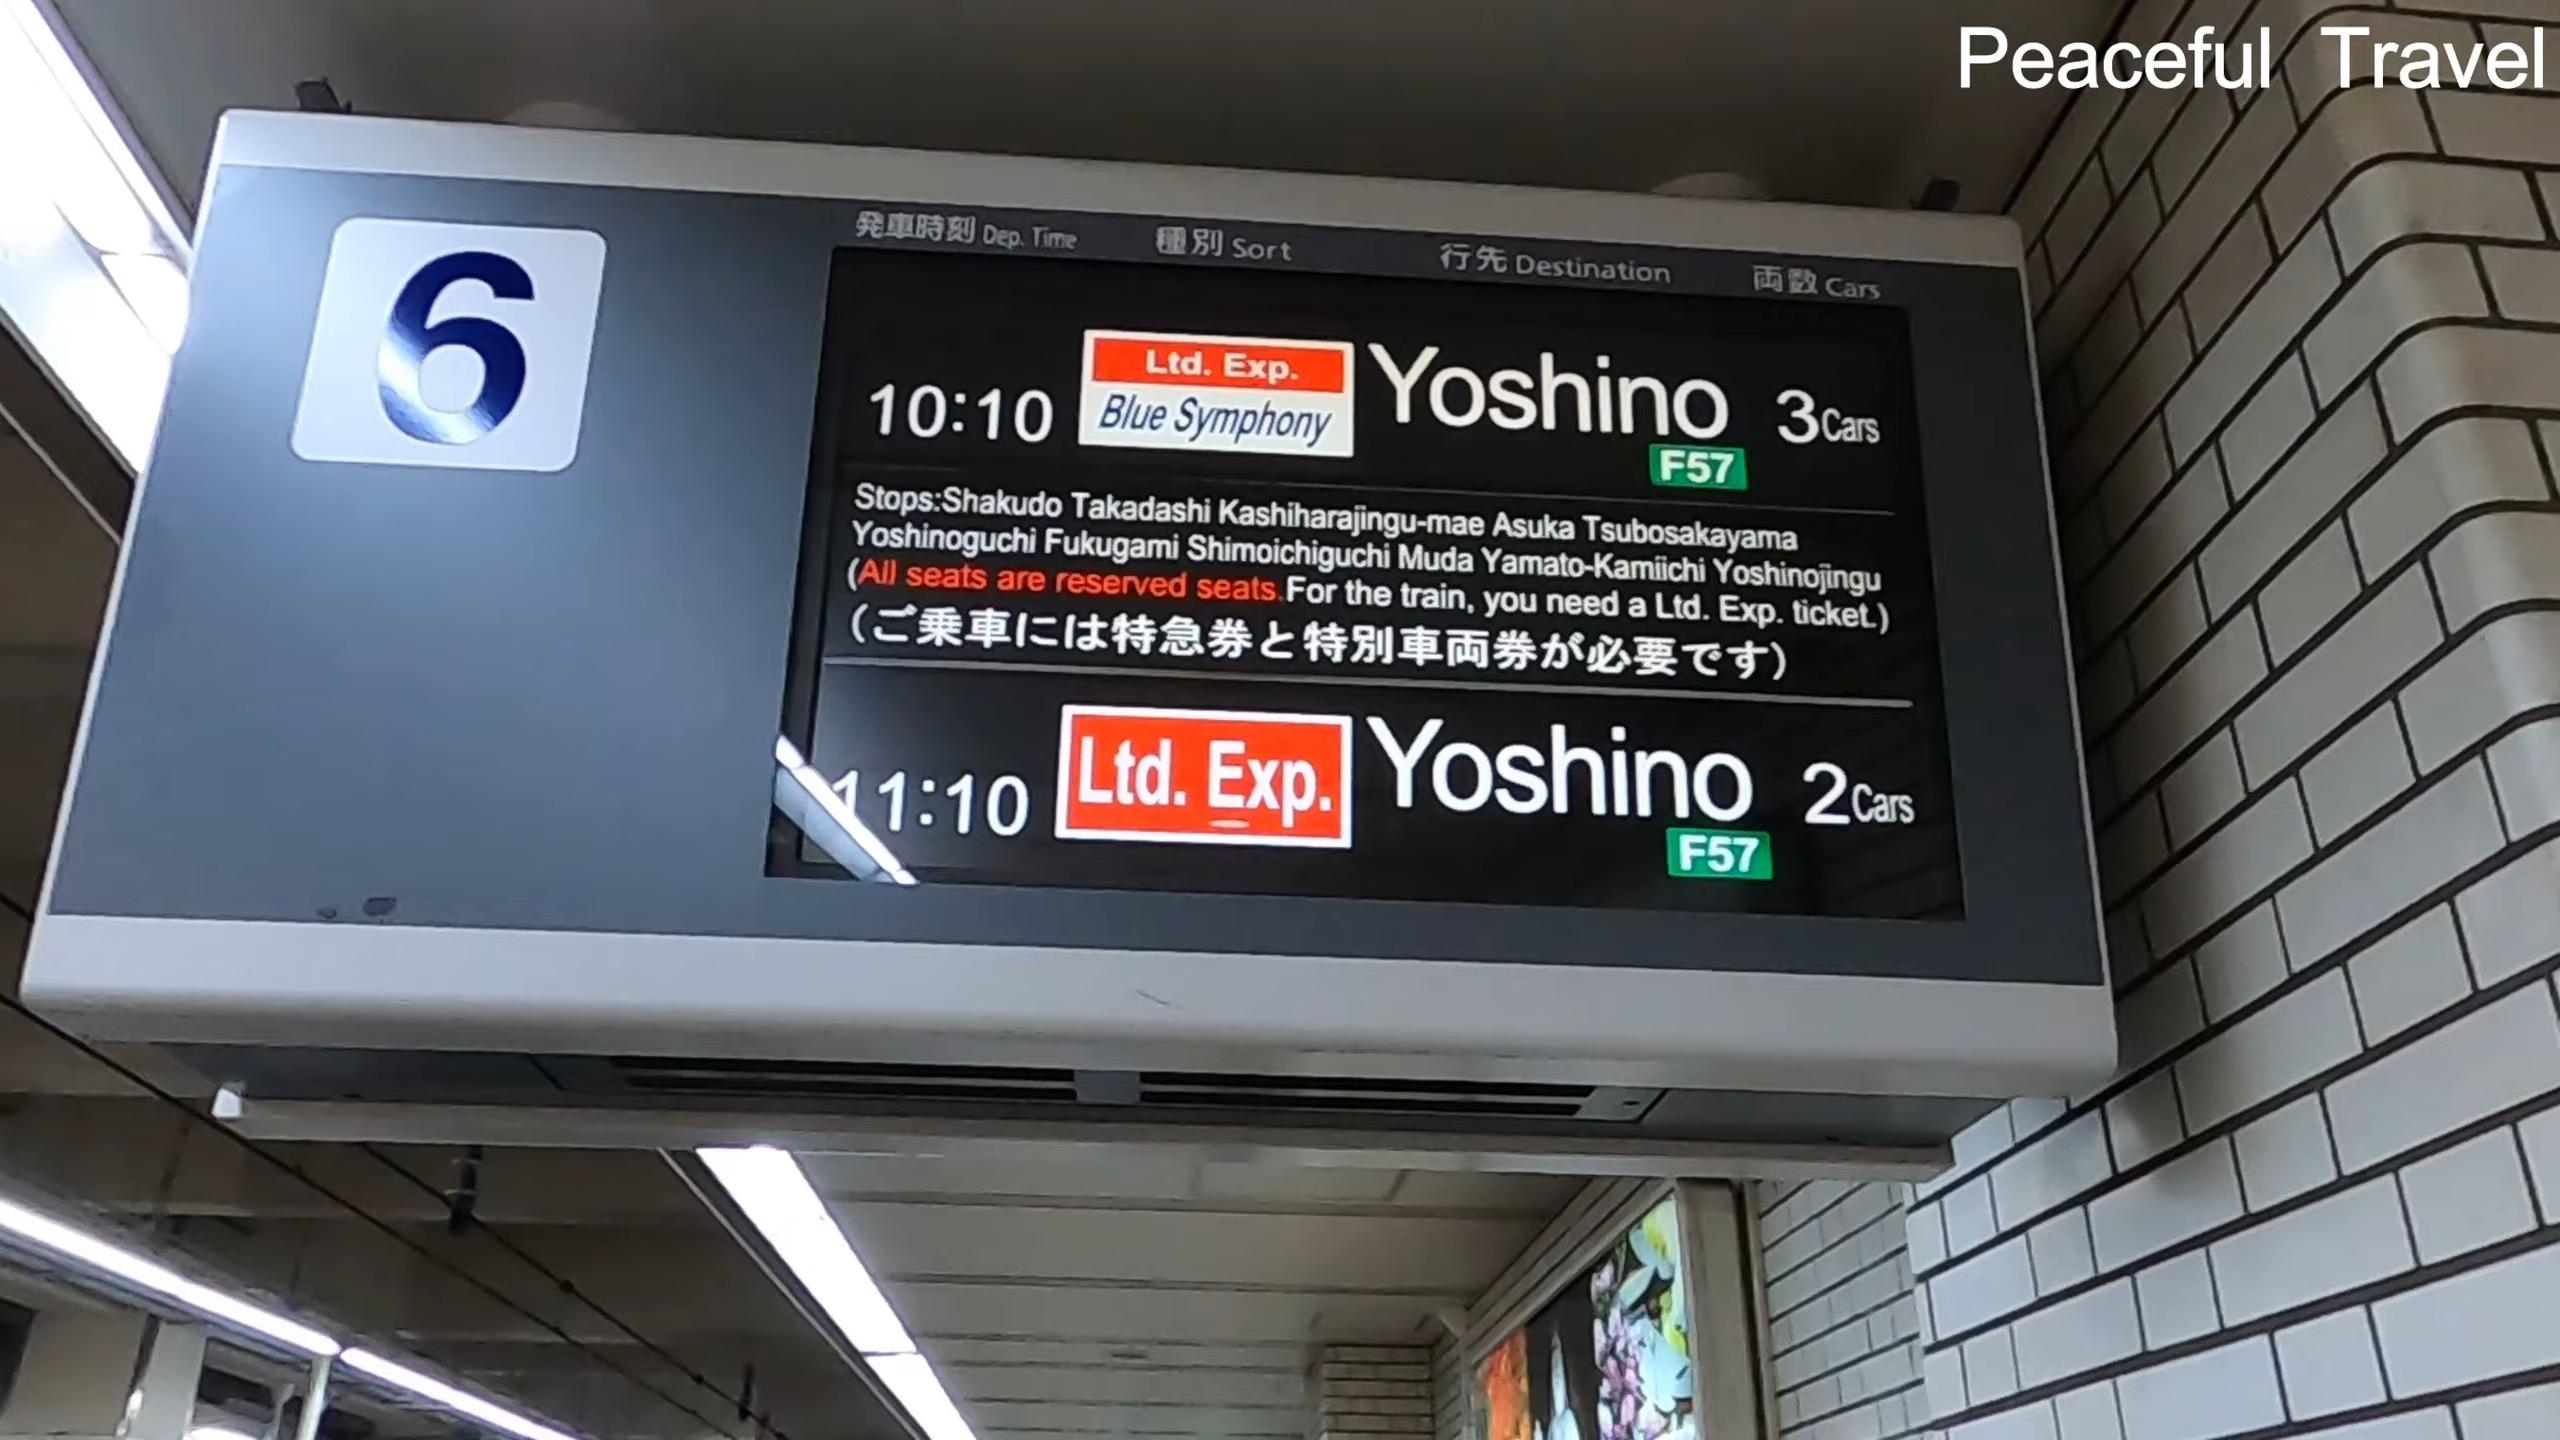 Peaceful Travel
6
発車時刻 Dep. Time 種別 Sort 行先 Destination 両数 Cars
10:10 Ltd. Exp. Blue Symphony Yoshino F57 3Cars
Stops:Shakudo Takadashi Kashiharajingu-mae Asuka Tsubosakayama
Yoshinoguchi Fukugami Shimoichiguchi Muda Yamato-Kamiichi Yoshinojingu
(All seats are reserved seats.For the train, you need a Ltd. Exp. ticket.)
(ご乗車には特急券と特別車両券が必要です)
11:10 Ltd. Exp. Yoshino F57 2Cars